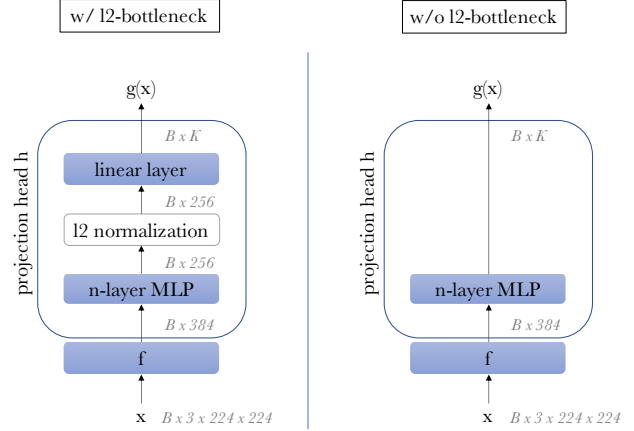 w/ l2-bottleneck
g(x)
B x K
linear layer
B x 256
l2 normalization
B x 256
n-layer MLP
B x 384
f
x B x 3 x 224 x 224
projection head h
w/o l2-bottleneck
g(x)
B x K
n-layer MLP
B x 384
f
x B x 3 x 224 x 224
projection head h